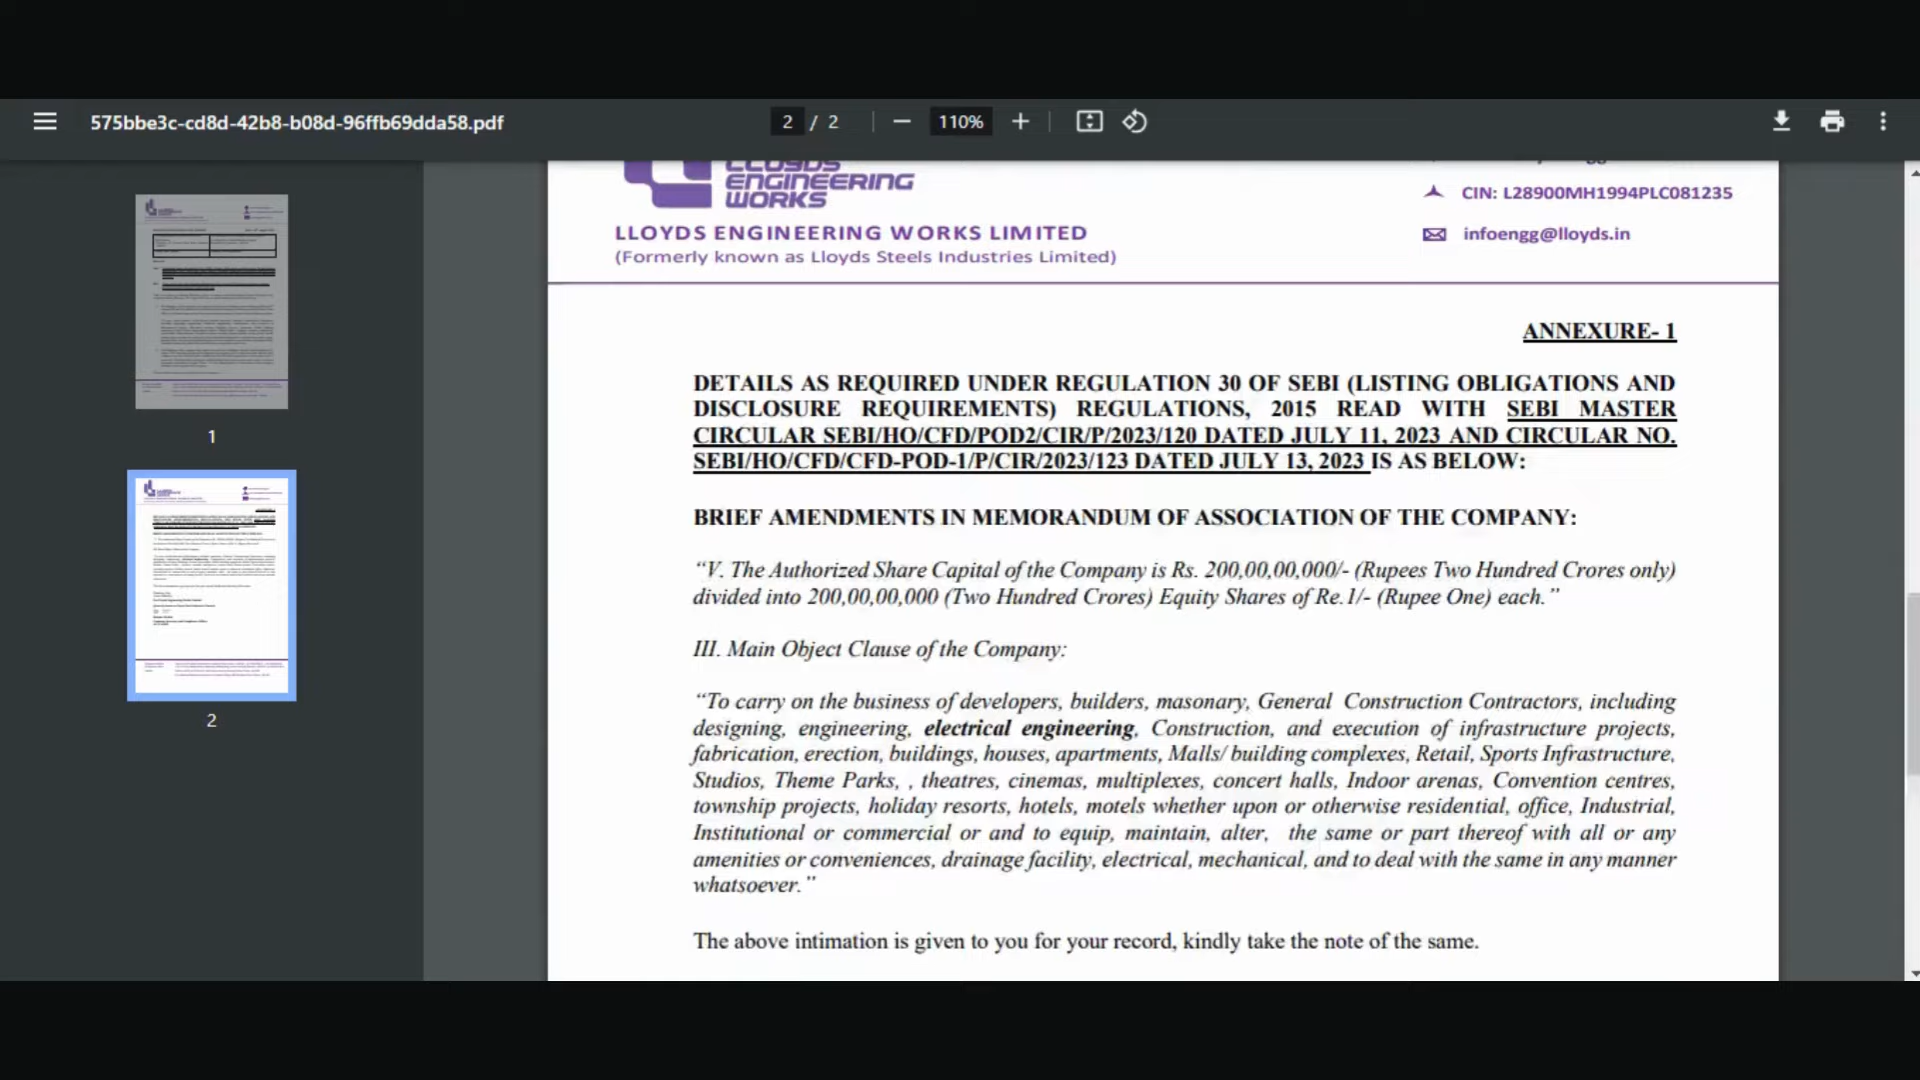 575bbe3c-cd8d-42b8-b08d-96ffb69dda58.pdf
2 / 2
110%
1
2
LLOYDS
ENGINEERING
WORKS
LLOYDS ENGINEERING WORKS LIMITED
(Formerly known as Lloyds Steels Industries Limited)
CIN: L28900MH1994PLC081235
infoengg@lloyds.in
ANNEXURE- 1
DETAILS AS REQUIRED UNDER REGULATION 30 OF SEBI (LISTING OBLIGATIONS AND
DISCLOSURE REQUIREMENTS) REGULATIONS, 2015 READ WITH SEBI MASTER
CIRCULAR SEBI/HO/CFD/POD2/CIR/P/2023/120 DATED JULY 11, 2023 AND CIRCULAR NO.
SEBI/HO/CFD/CFD-POD-1/P/CIR/2023/123 DATED JULY 13, 2023 IS AS BELOW:
BRIEF AMENDMENTS IN MEMORANDUM OF ASSOCIATION OF THE COMPANY:
“V. The Authorized Share Capital of the Company is Rs. 200,00,00,000/- (Rupees Two Hundred Crores only)
divided into 200,00,00,000 (Two Hundred Crores) Equity Shares of Re.1/- (Rupee One) each.”
III. Main Object Clause of the Company:
“To carry on the business of developers, builders, masonary, General Construction Contractors, including
designing, engineering, electrical engineering, Construction, and execution of infrastructure projects,
fabrication, erection, buildings, houses, apartments, Malls/ building complexes, Retail, Sports Infrastructure,
Studios, Theme Parks, , theatres, cinemas, multiplexes, concert halls, Indoor arenas, Convention centres,
township projects, holiday resorts, hotels, motels whether upon or otherwise residential, office, Industrial,
Institutional or commercial or and to equip, maintain, alter, the same or part thereof with all or any
amenities or conveniences, drainage facility, electrical, mechanical, and to deal with the same in any manner
whatsoever.”
The above intimation is given to you for your record, kindly take the note of the same.